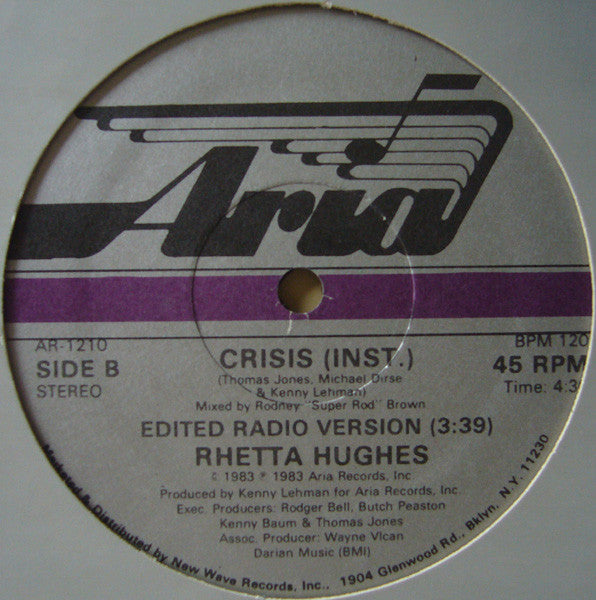 Aria
AR-1210
SIDE B
STEREO
BPM 120
45 RPM
Time: 4:3
CRISIS (INST.)
(Thomas Jones, Michael Dirse
& Kenny Lehman)
Mixed by Rodney "Super Rod" Brown
EDITED RADIO VERSION (3:39)
RHETTA HUGHES
© 1983 ℗ 1983 Aria Records, Inc
Produced by Kenny Lehman for Aria Records, Inc.
Exec. Producers: Rodger Bell, Butch Peaston
Kenny Baum & Thomas Jones
Assoc. Producer: Wayne Vlcan
Darian Music (BMI)
Marketed & Distributed by New Wave Records, Inc., 1904 Glenwood Rd., Bklyn. N.Y. 11230